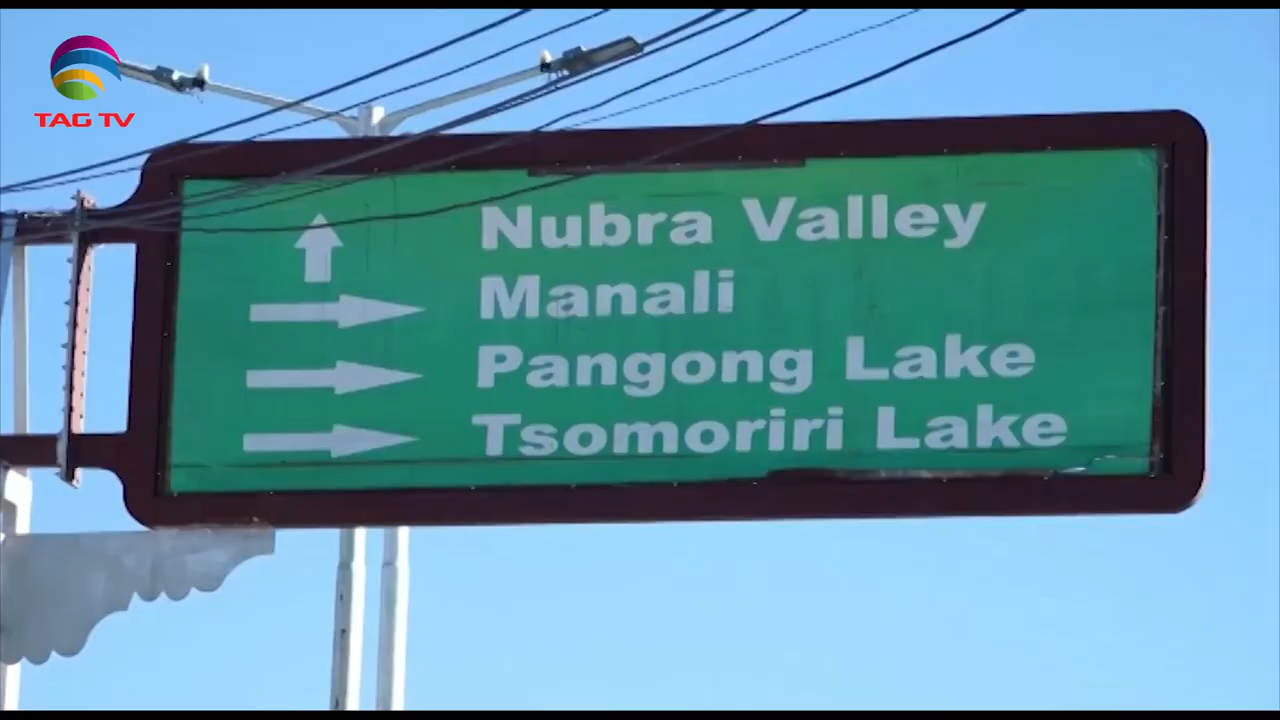 TAG TV
Nubra Valley
Manali
Pangong Lake
Tsomoriri Lake